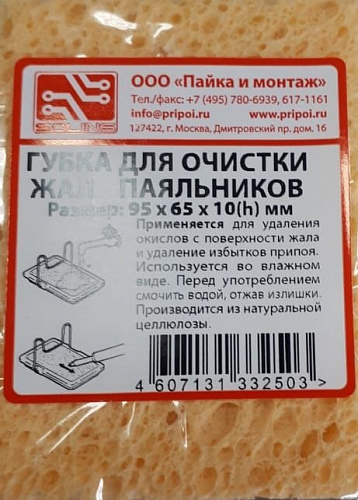 ООО «Пайка и монтаж»
Тел./факс: +7 (495) 780-6939, 617-1161
info@pripoi.ru www.pripoi.ru
127422, г. Москва, Дмитровский пр. дом. 16
ГУБКА ДЛЯ ОЧИСТКИ
ПАЯЛЬНИКОВ
Размер: 95 x 65 x 10(h) мм
Применяется для удаления
окислов с поверхности жала
и удаление избытков припоя.
Используется во влажном
виде. Перед употреблением
смочить водой, отжав излишки.
Производится из натуральной
целлюлозы.
4 607131 332503 >